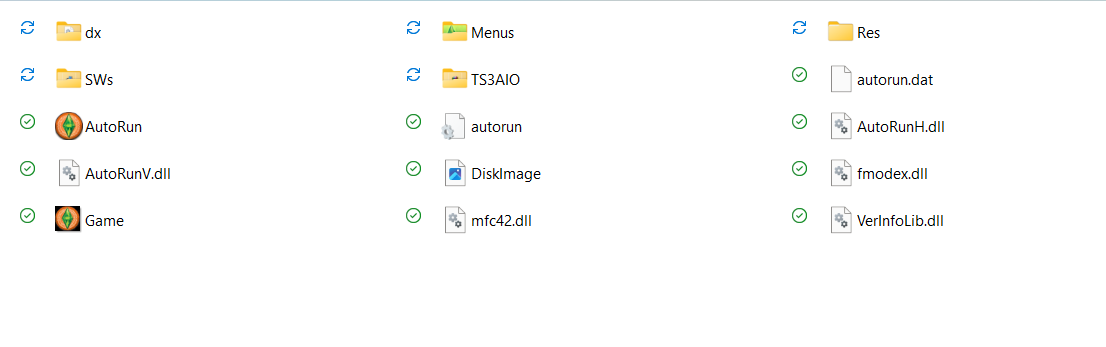 dx
Menus
Res
SWs
TS3AIO
autorun.dat
AutoRun
autorun
AutoRunH.dll
AutoRunV.dll
DiskImage
fmodex.dll
Game
mfc42.dll
VerInfoLib.dll